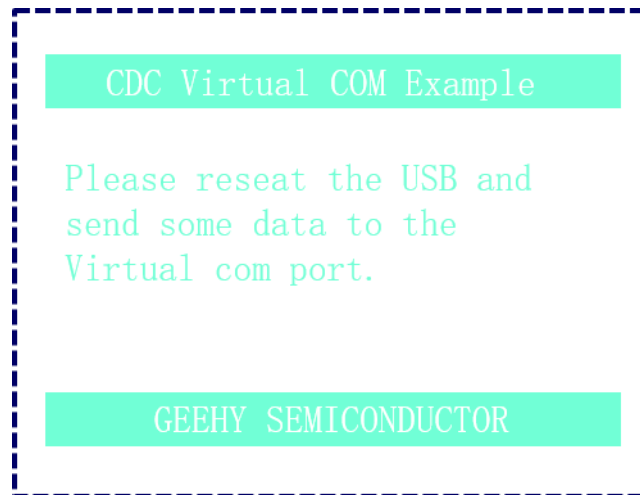 CDC Virtual COM Example
Please reseat the USB and
send some data to the
Virtual com port.
GEEHY SEMICONDUCTOR